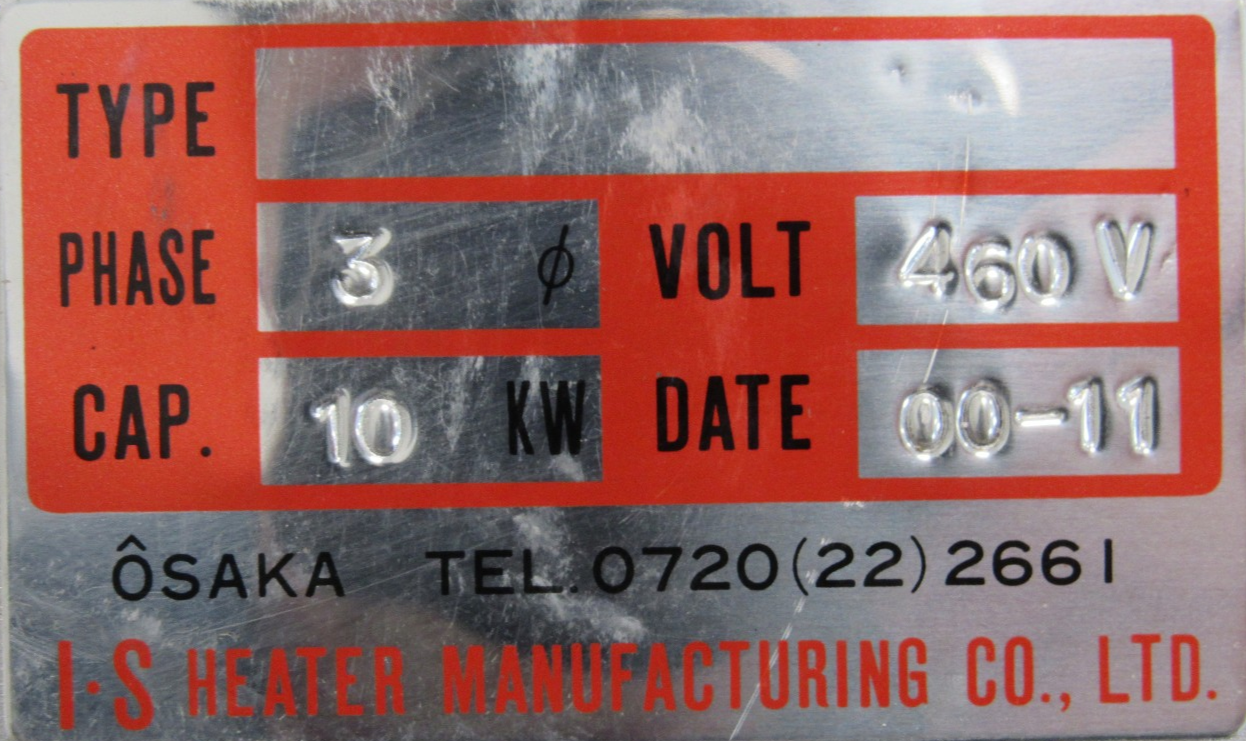 TYPE
PHASE 3 φ VOLT 460 V
CAP. 10 KW DATE 00-11
ÔSAKA TEL. 0720(22)2661
I·S HEATER MANUFACTURING CO., LTD.